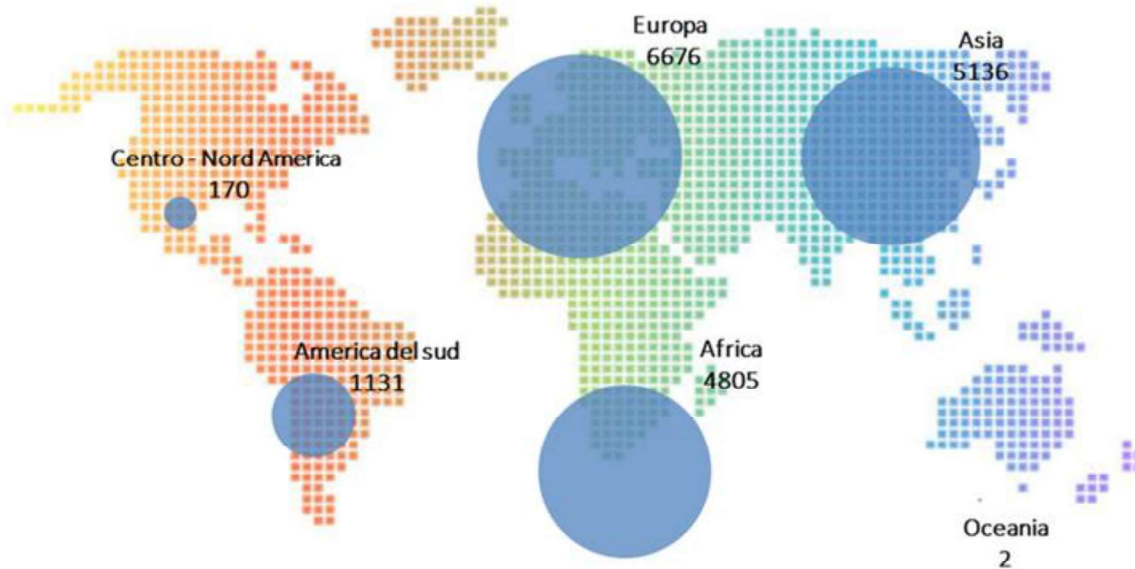 Europa
6676
Asia
5136
Centro - Nord America
170
America del sud
1131
Africa
4805
Oceania
2